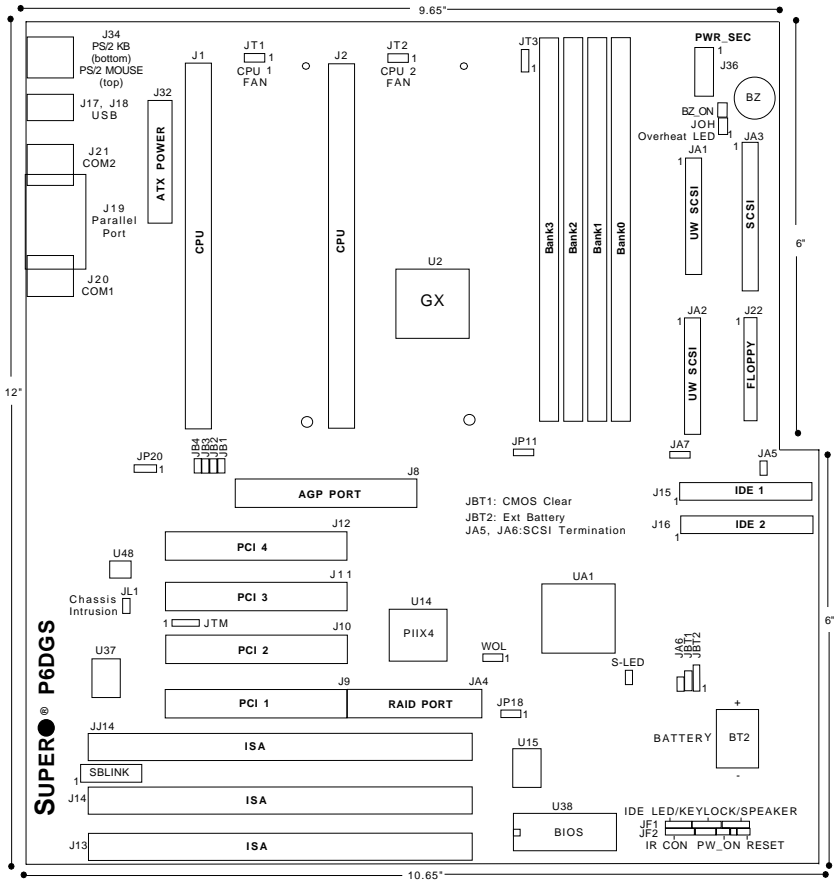 9.65"
J34
PS/2 KB
(bottom)
PS/2 MOUSE
(top)
J17, J18
USB
J21
COM2
J19
Parallel
Port
J20
COM1
J32
ATX POWER
J1
CPU
JT1
1
CPU 1
FAN
J2
CPU
JT2
1
CPU 2
FAN
U2
GX
JT3
1
Bank3
Bank2
Bank1
Bank0
PWR_SEC
1
J36
BZ
BZ_ON
JOH
Overheat LED
1
JA1
1
UW SCSI
JA3
1
SCSI
6"
JA2
1
UW SCSI
J22
1
FLOPPY
12"
JP20
1
JB4
JB3
JB2
JB1
JP11
JA7
JA5
J8
AGP PORT
JBT1: CMOS Clear
JBT2: Ext Battery
JA5, JA6:SCSI Termination
J15
1
IDE 1
J16
1
IDE 2
J12
PCI 4
U48
J11
PCI 3
JL1
Chassis
Intrusion
1
JTM
J10
PCI 2
U37
U14
PIIX4
UA1
WOL
1
S-LED
JA6
JBT1
JBT2
1
6"
J9
PCI 1
JA4
RAID PORT
JP18
1
SUPER® P6DGS
JJ14
ISA
SBLINK
1
J14
ISA
J13
ISA
U15
BATTERY
+
BT2
-
U38
BIOS
IDE LED/KEYLOCK/SPEAKER
JF1
JF2
IR CON PW_ON RESET
10.65"